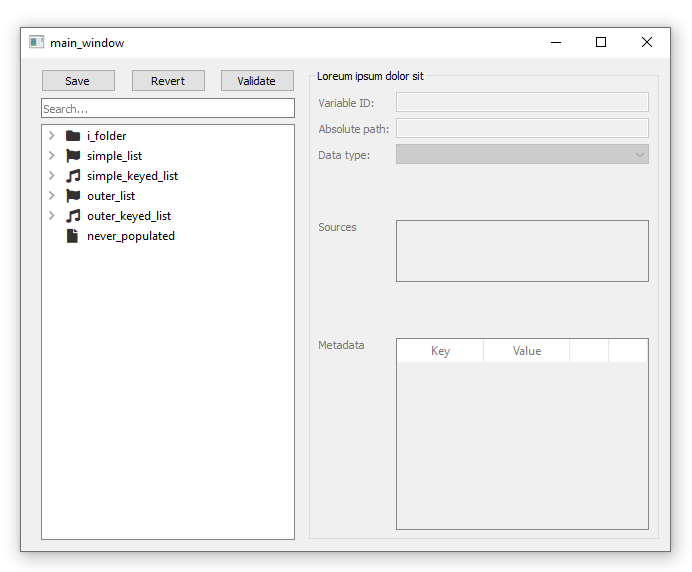 main_window
Save Revert Validate
Search...
i_folder
simple_list
simple_keyed_list
outer_list
outer_keyed_list
never_populated
Loreum ipsum dolor sit
Variable ID:
Absolute path:
Data type:
Sources
Metadata
Key Value